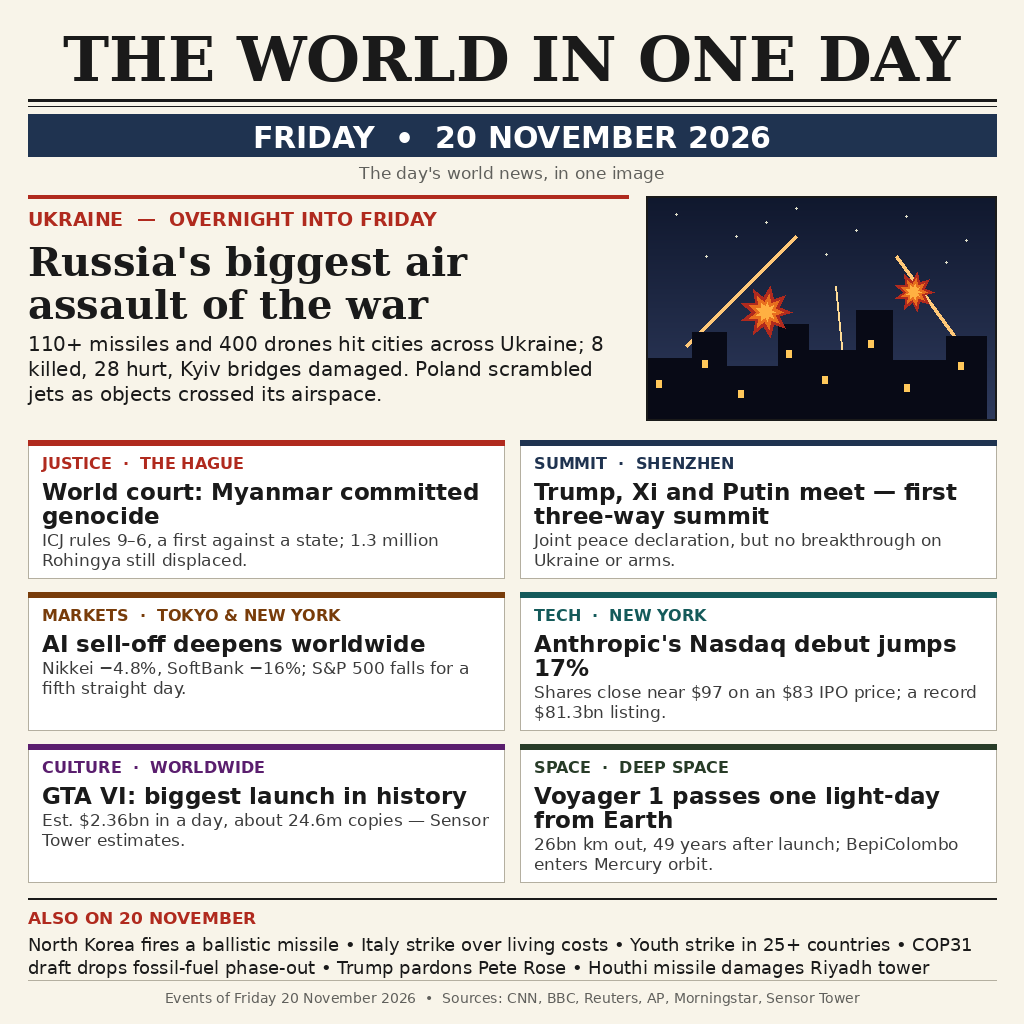 THE WORLD IN ONE DAY
FRIDAY • 20 NOVEMBER 2026
The day's world news, in one image
UKRAINE — OVERNIGHT INTO FRIDAY
Russia's biggest air
assault of the war
110+ missiles and 400 drones hit cities across Ukraine; 8
killed, 28 hurt, Kyiv bridges damaged. Poland scrambled
jets as objects crossed its airspace.
JUSTICE · THE HAGUE
World court: Myanmar committed
genocide
ICJ rules 9–6, a first against a state; 1.3 million
Rohingya still displaced.
SUMMIT · SHENZHEN
Trump, Xi and Putin meet — first
three-way summit
Joint peace declaration, but no breakthrough on
Ukraine or arms.
MARKETS · TOKYO & NEW YORK
AI sell-off deepens worldwide
Nikkei −4.8%, SoftBank −16%; S&P 500 falls for a
fifth straight day.
TECH · NEW YORK
Anthropic's Nasdaq debut jumps
17%
Shares close near $97 on an $83 IPO price; a record
$81.3bn listing.
CULTURE · WORLDWIDE
GTA VI: biggest launch in history
Est. $2.36bn in a day, about 24.6m copies — Sensor
Tower estimates.
SPACE · DEEP SPACE
Voyager 1 passes one light-day
from Earth
26bn km out, 49 years after launch; BepiColombo
enters Mercury orbit.
ALSO ON 20 NOVEMBER
North Korea fires a ballistic missile • Italy strike over living costs • Youth strike in 25+ countries • COP31
draft drops fossil-fuel phase-out • Trump pardons Pete Rose • Houthi missile damages Riyadh tower
Events of Friday 20 November 2026 • Sources: CNN, BBC, Reuters, AP, Morningstar, Sensor Tower